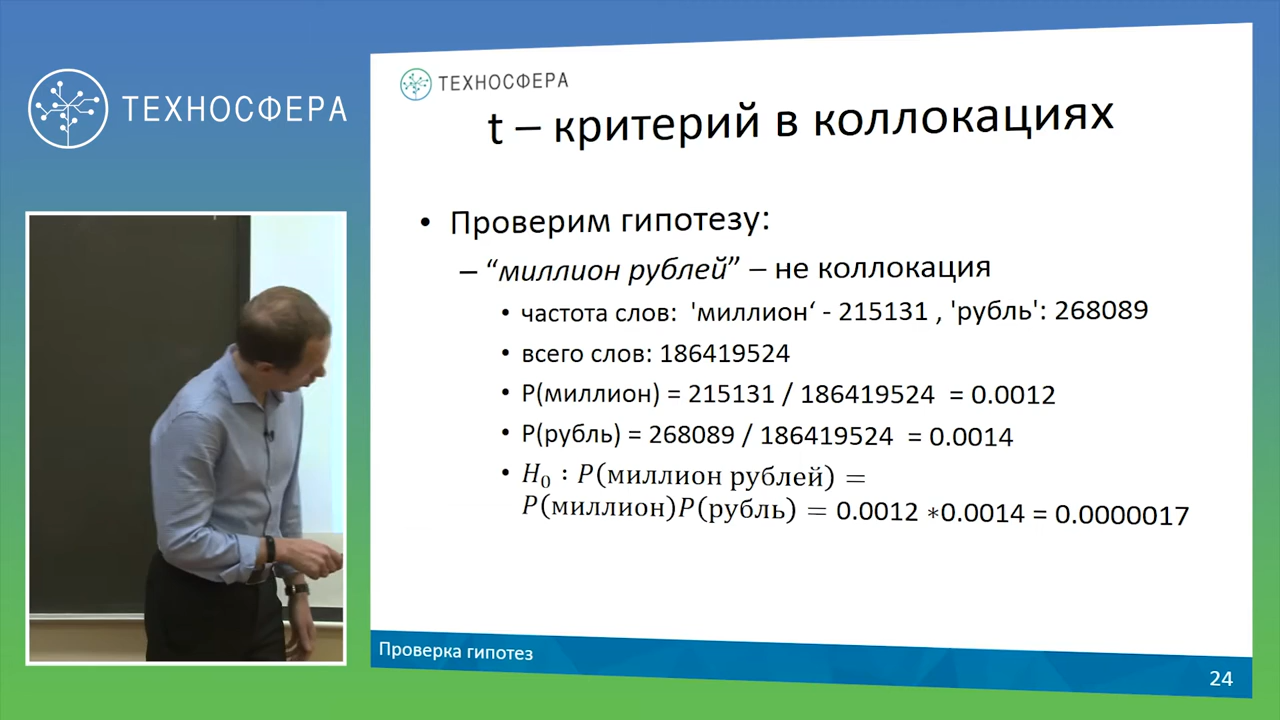 ТЕХНОСФЕРА
ТЕХНОСФЕРА
t – критерий в коллокациях
• Проверим гипотезу:
– “миллион рублей” – не коллокация
• частота слов: 'миллион‘ - 215131 , 'рубль': 268089
• всего слов: 186419524
• P(миллион) = 215131 / 186419524 = 0.0012
• P(рубль) = 268089 / 186419524 = 0.0014
• H₀ : P(миллион рублей) =
P(миллион)P(рубль) = 0.0012 *0.0014 = 0.0000017
Проверка гипотез
24